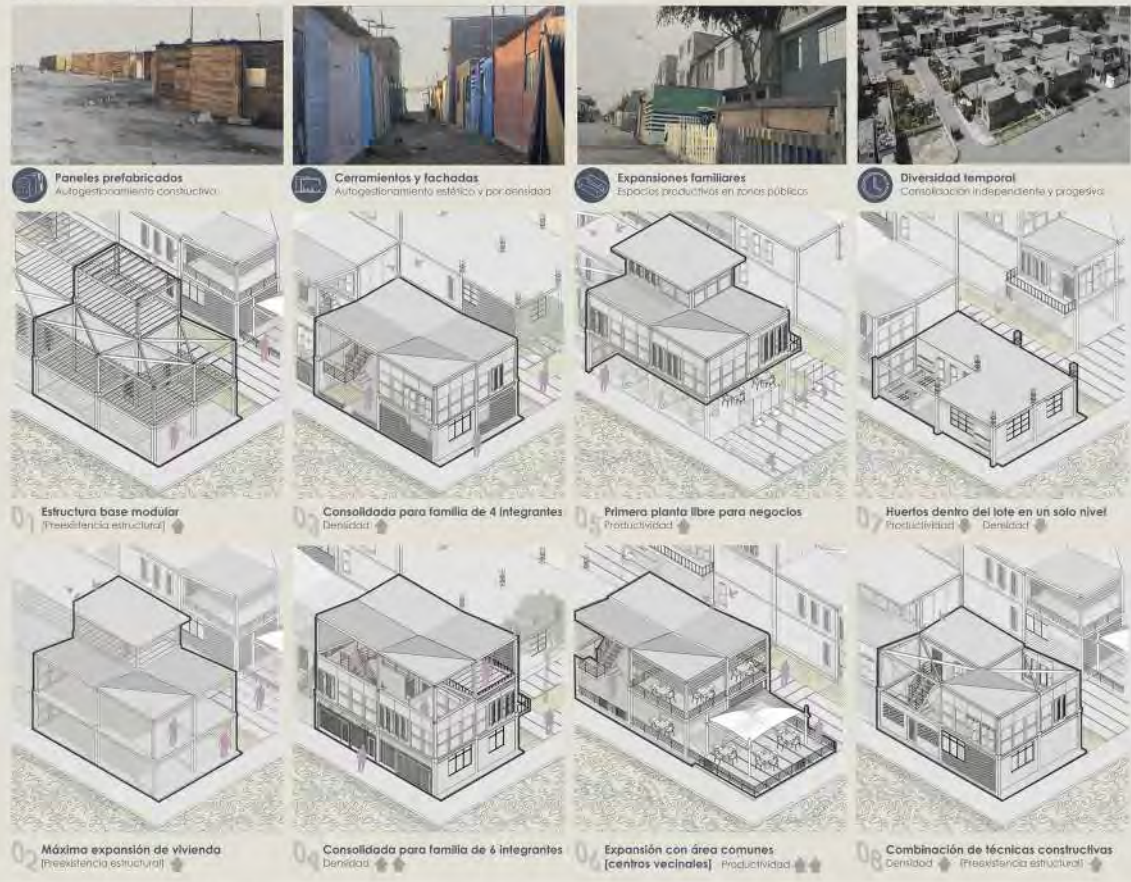 Paneles prefabricados
Autogestionamiento constructivo
Cerramientos y fachadas
Autogestionamiento estético y por densidad
Expansiones familiares
Espacios productivos en zonas públicas
Diversidad temporal
Consolidación independiente y progresiva
01 Estructura base modular
[Preexistencia estructural]
03 Consolidada para familia de 4 integrantes
Densidad
05 Primera planta libre para negocios
Productividad
07 Huertos dentro del lote en un solo nivel
Productividad Densidad
02 Máxima expansión de vivienda
[Preexistencia estructural]
04 Consolidada para familia de 6 integrantes
Densidad
06 Expansión con área comunes
[centros vecinales] Productividad
08 Combinación de técnicas constructivas
Densidad [Preexistencia estructural]